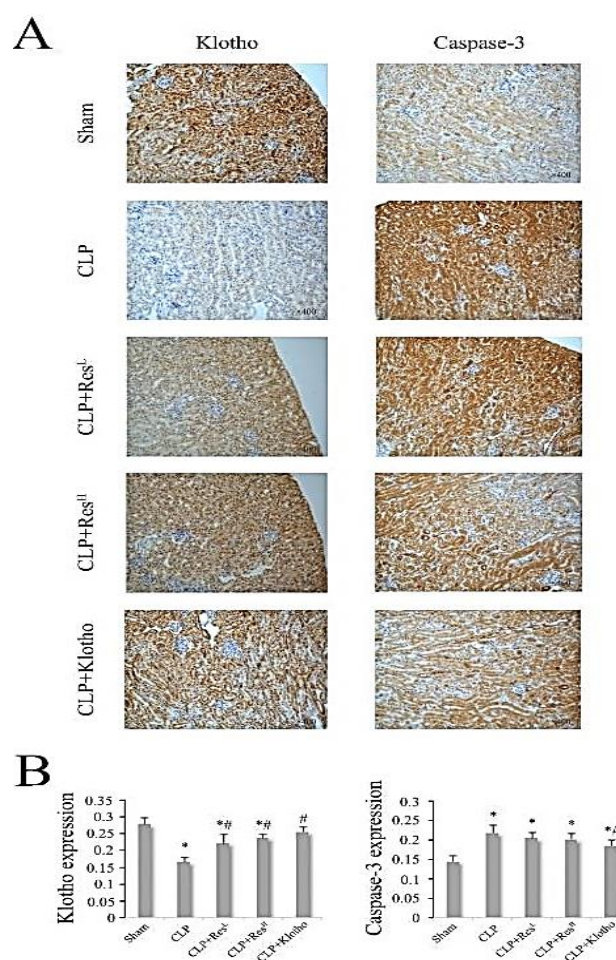 A
Klotho Caspase-3
Sham
×400
CLP
×400
CLP+Res^L
CLP+Res^H
CLP+Klotho
B
Klotho expression
0.35
0.3
0.25
0.2
0.15
0.1
0.05
0
*
*#
*#
#
Sham
CLP
CLP+Res^L
CLP+Res^H
CLP+Klotho
Caspase-3 expression
0.3
0.25
0.2
0.15
0.1
0.05
0
*
*
*
*#
Sham
CLP
CLP+Res^L
CLP+Res^H
CLP+Klotho